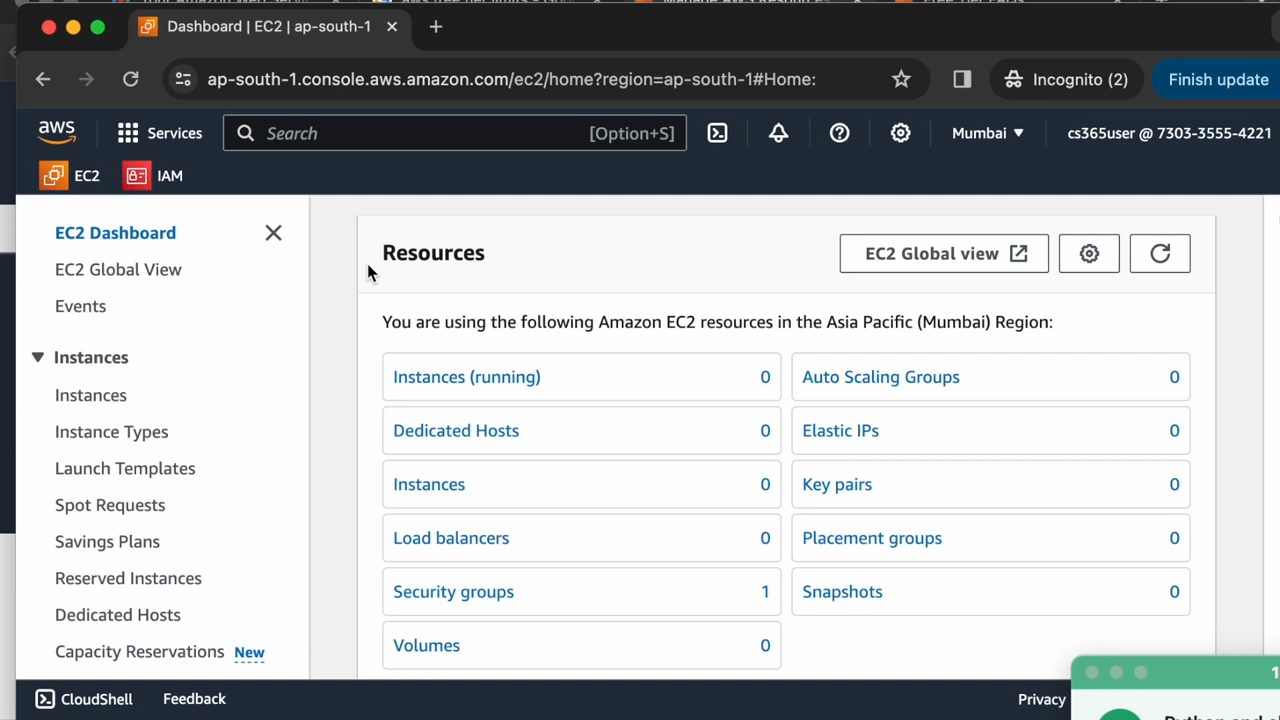 Dashboard | EC2 | ap-south-1
ap-south-1.console.aws.amazon.com/ec2/home?region=ap-south-1#Home:
Incognito (2)
Finish update
aws
Services
Search
[Option+S]
Mumbai
cs365user @ 7303-3555-4221
EC2
IAM
EC2 Dashboard
EC2 Global View
Events
Instances
Instances
Instance Types
Launch Templates
Spot Requests
Savings Plans
Reserved Instances
Dedicated Hosts
Capacity Reservations New
Resources
EC2 Global view
You are using the following Amazon EC2 resources in the Asia Pacific (Mumbai) Region:
Instances (running) 0
Auto Scaling Groups 0
Dedicated Hosts 0
Elastic IPs 0
Instances 0
Key pairs 0
Load balancers 0
Placement groups 0
Security groups 1
Snapshots 0
Volumes 0
CloudShell
Feedback
Privacy